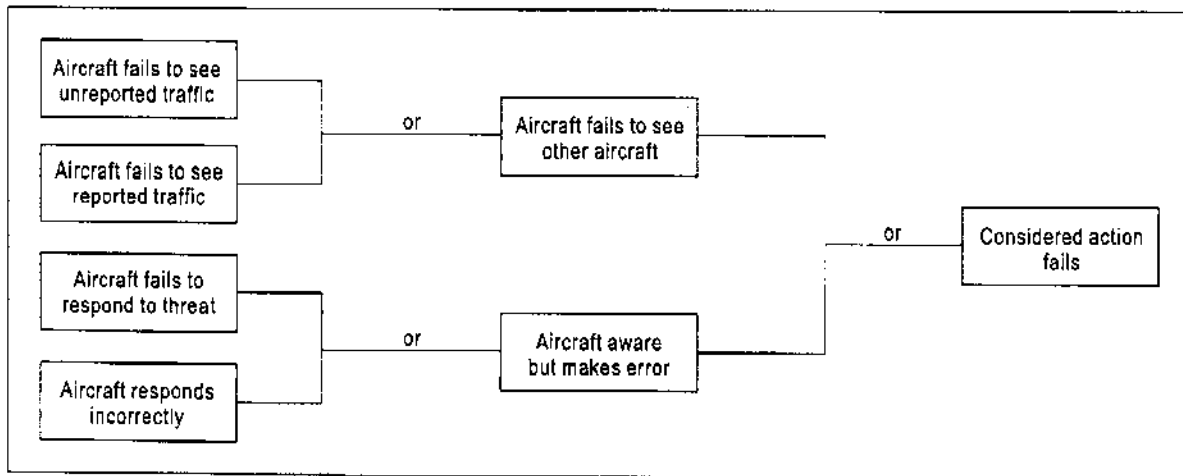 Aircraft fails to see
unreported traffic
Aircraft fails to see
reported traffic
or
Aircraft fails to see
other aircraft
Aircraft fails to
respond to threat
Aircraft responds
incorrectly
or
Aircraft aware
but makes error
or
Considered action
fails